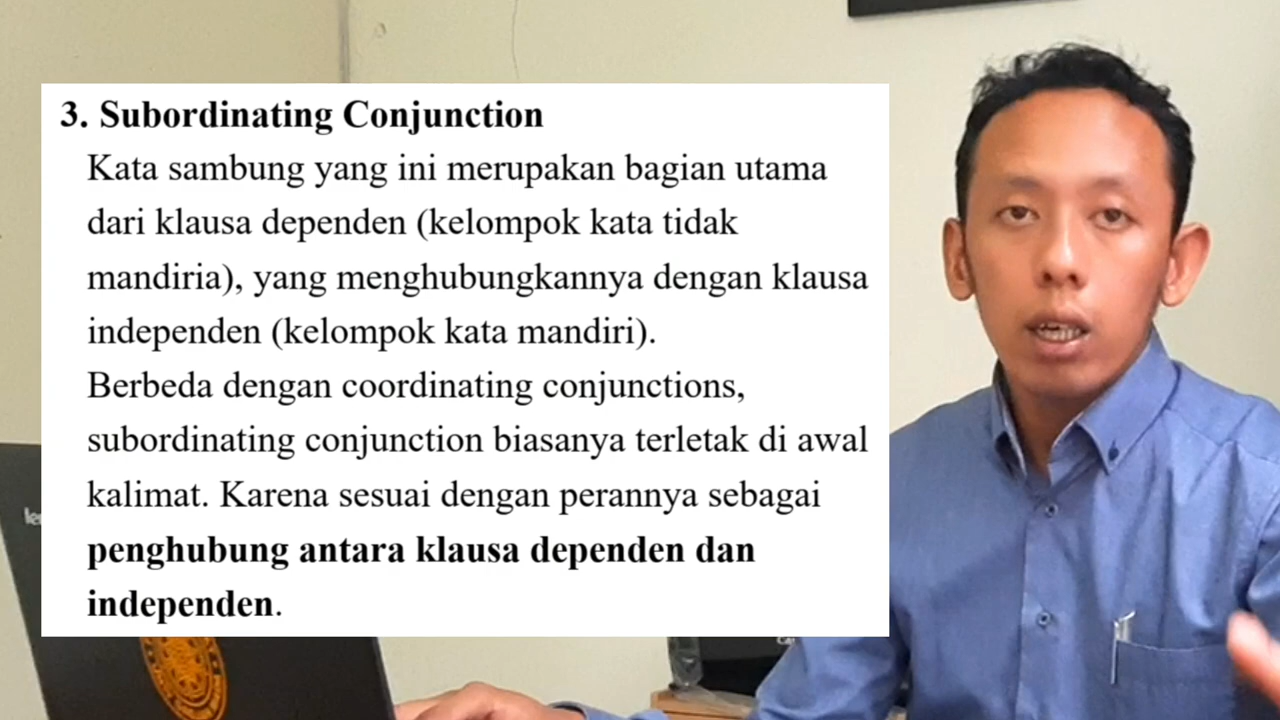 3. Subordinating Conjunction
Kata sambung yang ini merupakan bagian utama
dari klausa dependen (kelompok kata tidak
mandiria), yang menghubungkannya dengan klausa
independen (kelompok kata mandiri).
Berbeda dengan coordinating conjunctions,
subordinating conjunction biasanya terletak di awal
kalimat. Karena sesuai dengan perannya sebagai
penghubung antara klausa dependen dan
independen.